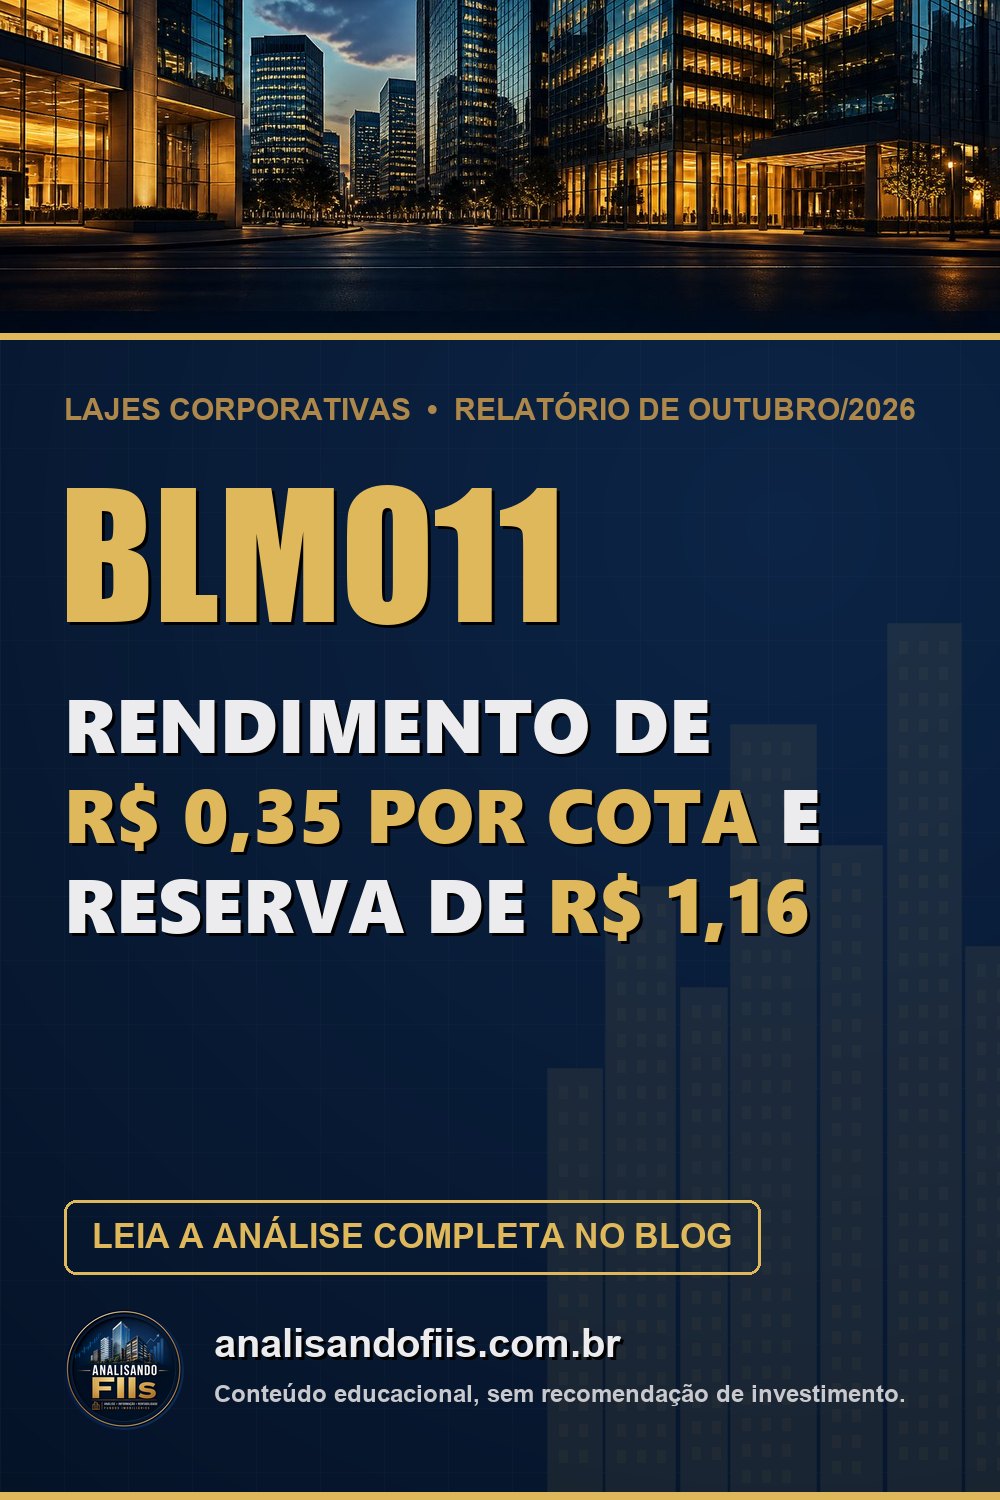 LAJES CORPORATIVAS • RELATÓRIO DE OUTUBRO/2026
BLMO11
RENDIMENTO DE
R$ 0,35 POR COTA E
RESERVA DE R$ 1,16
LEIA A ANÁLISE COMPLETA NO BLOG
ANALISANDO
FIIs
analisandofiis.com.br
Conteúdo educacional, sem recomendação de investimento.